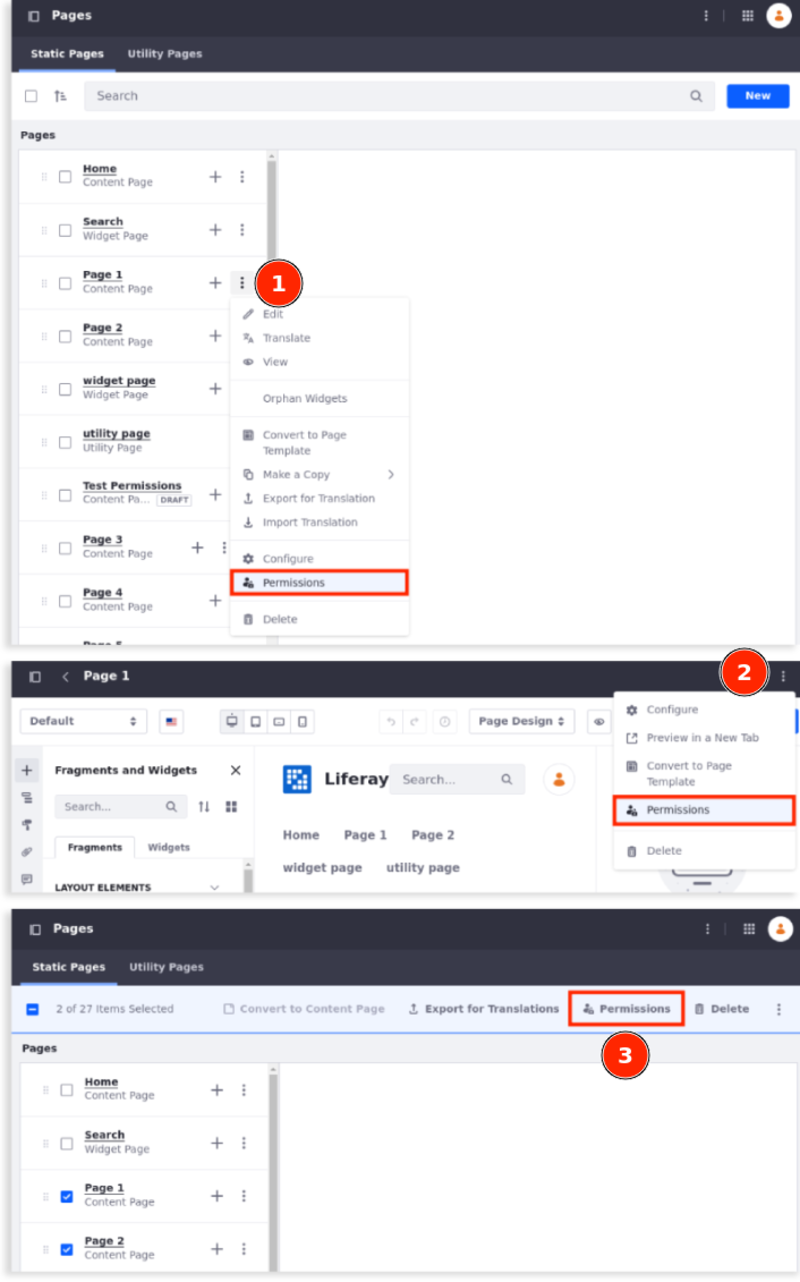 Pages
Static Pages Utility Pages
Search New
Pages
Home
Content Page
Search
Widget Page
Page 1
Content Page
1
Edit
Page 2
Content Page
Translate
View
widget page
Widget Page
Orphan Widgets
utility page
Utility Page
Convert to Page
Template
Make a Copy
Test Permissions
Content Pa... DRAFT
Export for Translation
Import Translation
Page 3
Content Page
Configure
Permissions
Page 4
Content Page
Delete
Page 1
2
Default Page Design
Configure
Preview in a New Tab
Convert to Page
Template
Permissions
Delete
Fragments and Widgets
Search...
Fragments Widgets
LAYOUT ELEMENTS
Liferay Search...
Home Page 1 Page 2
widget page utility page
Pages
Static Pages Utility Pages
2 of 27 Items Selected Convert to Content Page Export for Translations Permissions Delete
3
Pages
Home
Content Page
Search
Widget Page
Page 1
Content Page
Page 2
Content Page